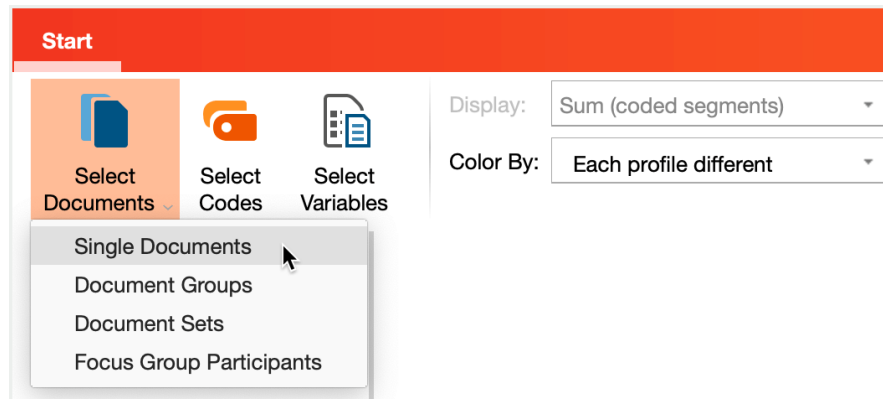 Start
Select
Documents
Select
Codes
Select
Variables
Display:
Sum (coded segments)
Color By:
Each profile different
Single Documents
Document Groups
Document Sets
Focus Group Participants